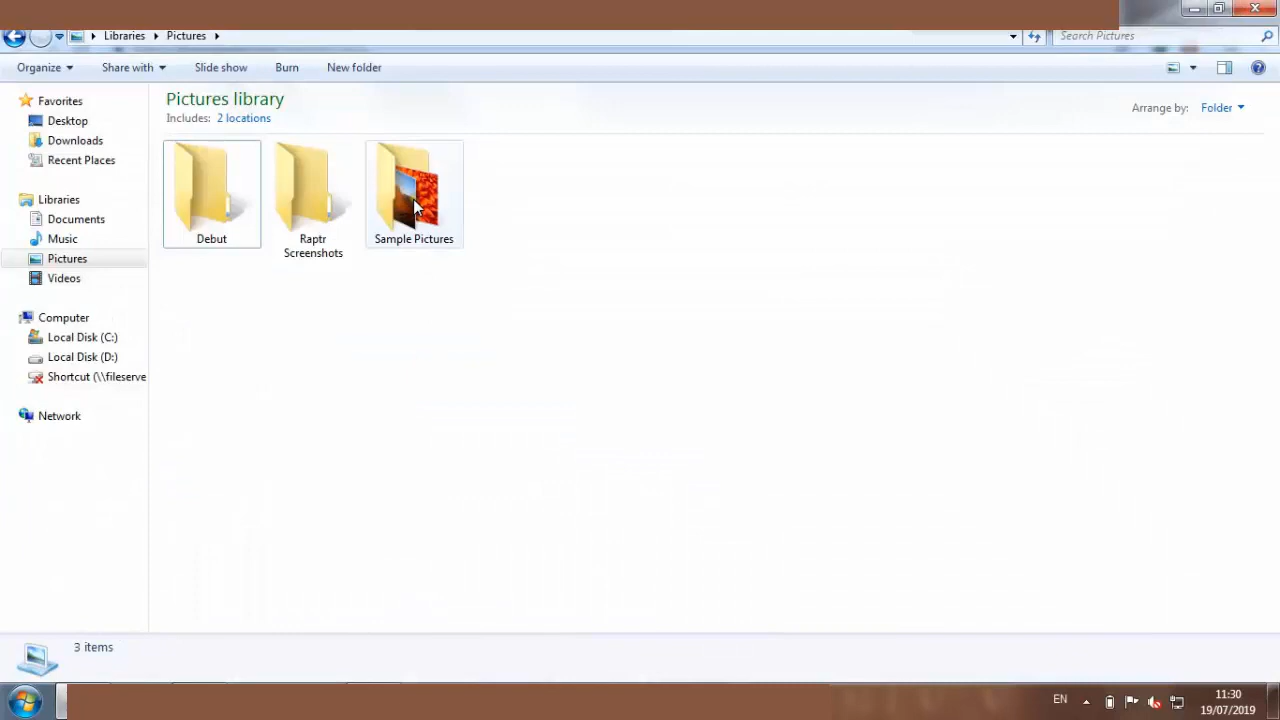 Libraries Pictures Search Pictures
Organize Share with Slide show Burn New folder
Favorites
Desktop
Downloads
Recent Places
Libraries
Documents
Music
Pictures
Videos
Computer
Local Disk (C:)
Local Disk (D:)
Shortcut (\\fileserve
Network
Pictures library
Includes: 2 locations
Arrange by: Folder
Debut
Raptr
Screenshots
Sample Pictures
3 items
EN
11:30
19/07/2019